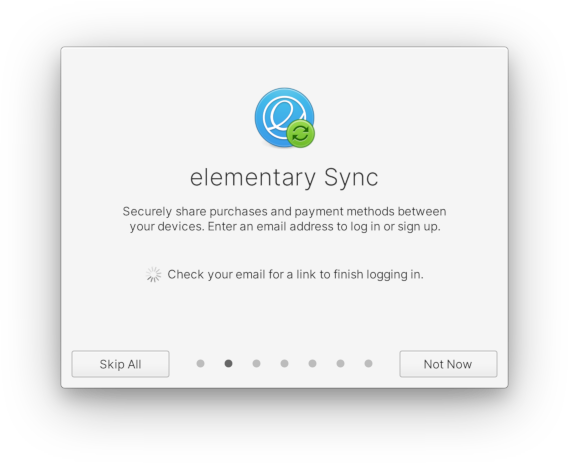 elementary Sync
Securely share purchases and payment methods between
your devices. Enter an email address to log in or sign up.
Check your email for a link to finish logging in.
Skip All
Not Now